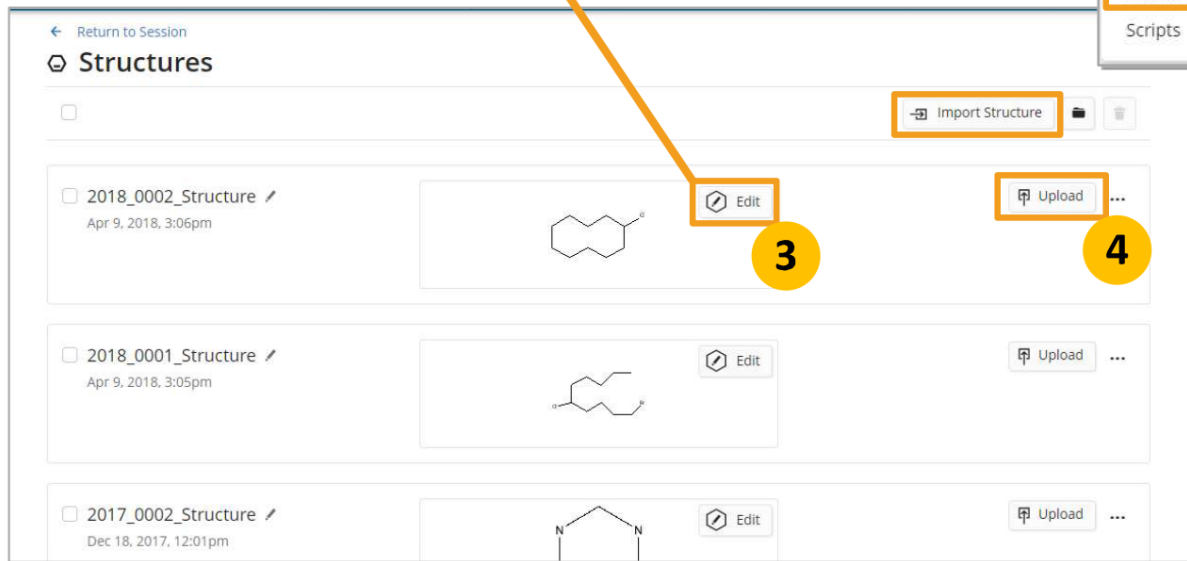 Scripts
Return to Session
Structures
Import Structure
2018_0002_Structure
Edit
Upload
...
Apr 9, 2018, 3:06pm
3
4
2018_0001_Structure
Edit
Upload
...
Apr 9, 2018, 3:05pm
2017_0002_Structure
Edit
Upload
...
Dec 18, 2017, 12:01pm
N
N